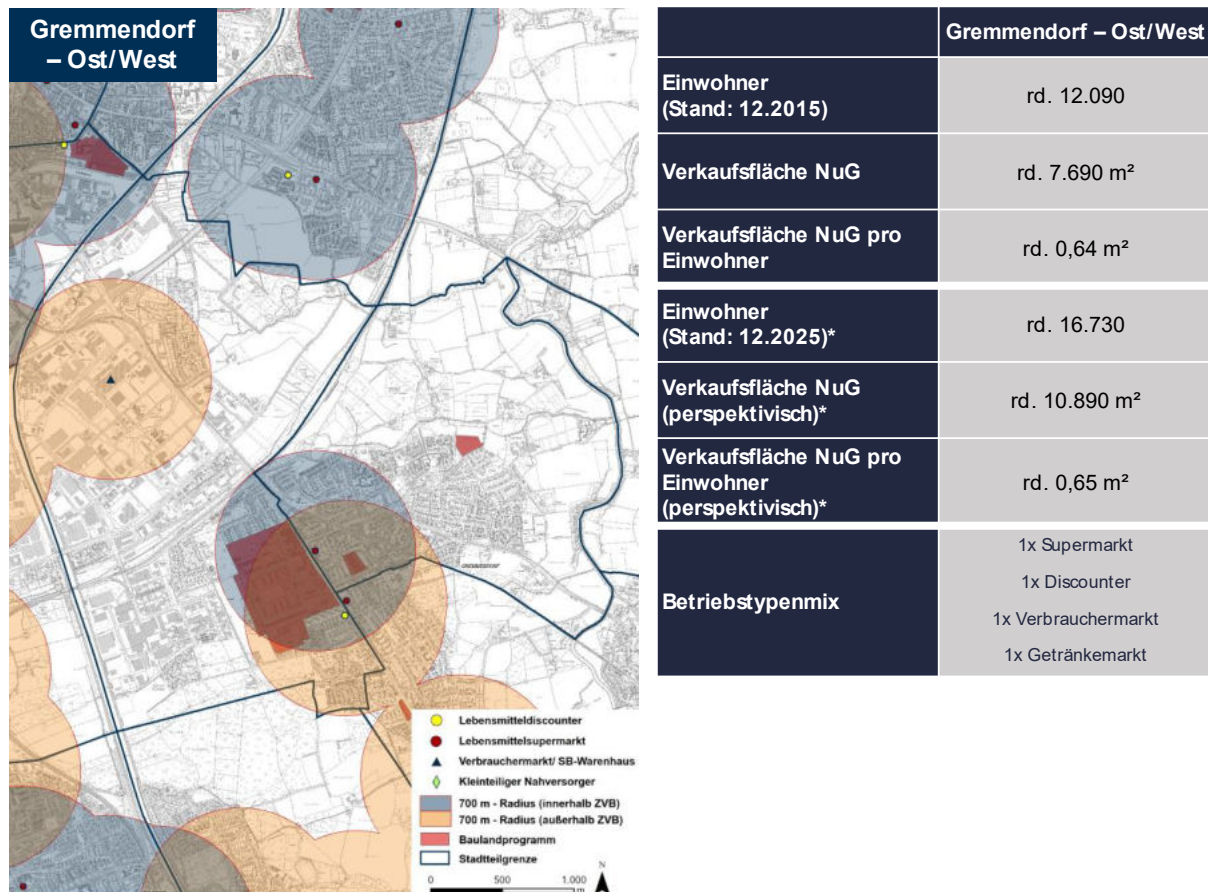 Gremmendorf
– Ost/West
GREMMENDORF
Lebensmitteldiscounter
Lebensmittelsupermarkt
Verbrauchermarkt/ SB-Warenhaus
Kleinteiliger Nahversorger
700 m - Radius (innerhalb ZVB)
700 m - Radius (außerhalb ZVB)
Baulandprogramm
Stadtteilgrenze
0 500 1.000
m
N
Gremmendorf – Ost/West
Einwohner
(Stand: 12.2015)
rd. 12.090
Verkaufsfläche NuG
rd. 7.690 m²
Verkaufsfläche NuG pro
Einwohner
rd. 0,64 m²
Einwohner
(Stand: 12.2025)*
rd. 16.730
Verkaufsfläche NuG
(perspektivisch)*
rd. 10.890 m²
Verkaufsfläche NuG pro
Einwohner
(perspektivisch)*
rd. 0,65 m²
Betriebstypenmix
1x Supermarkt
1x Discounter
1x Verbrauchermarkt
1x Getränkemarkt